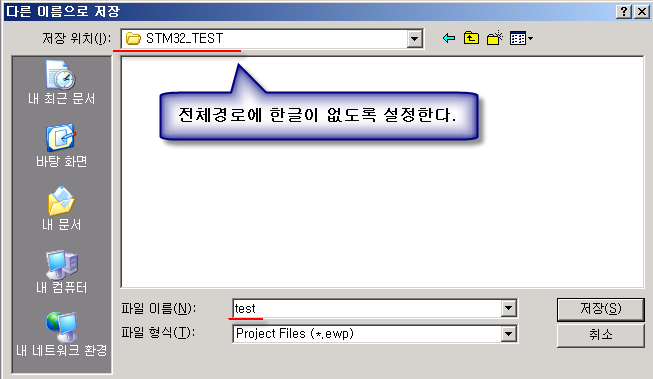 다른 이름으로 저장
저장 위치(I): STM32_TEST
전체경로에 한글이 없도록 설정한다.
내 최근 문서
바탕 화면
내 문서
내 컴퓨터
내 네트워크 환경
파일 이름(N): test 저장(S)
파일 형식(T): Project Files (*.ewp) 취소